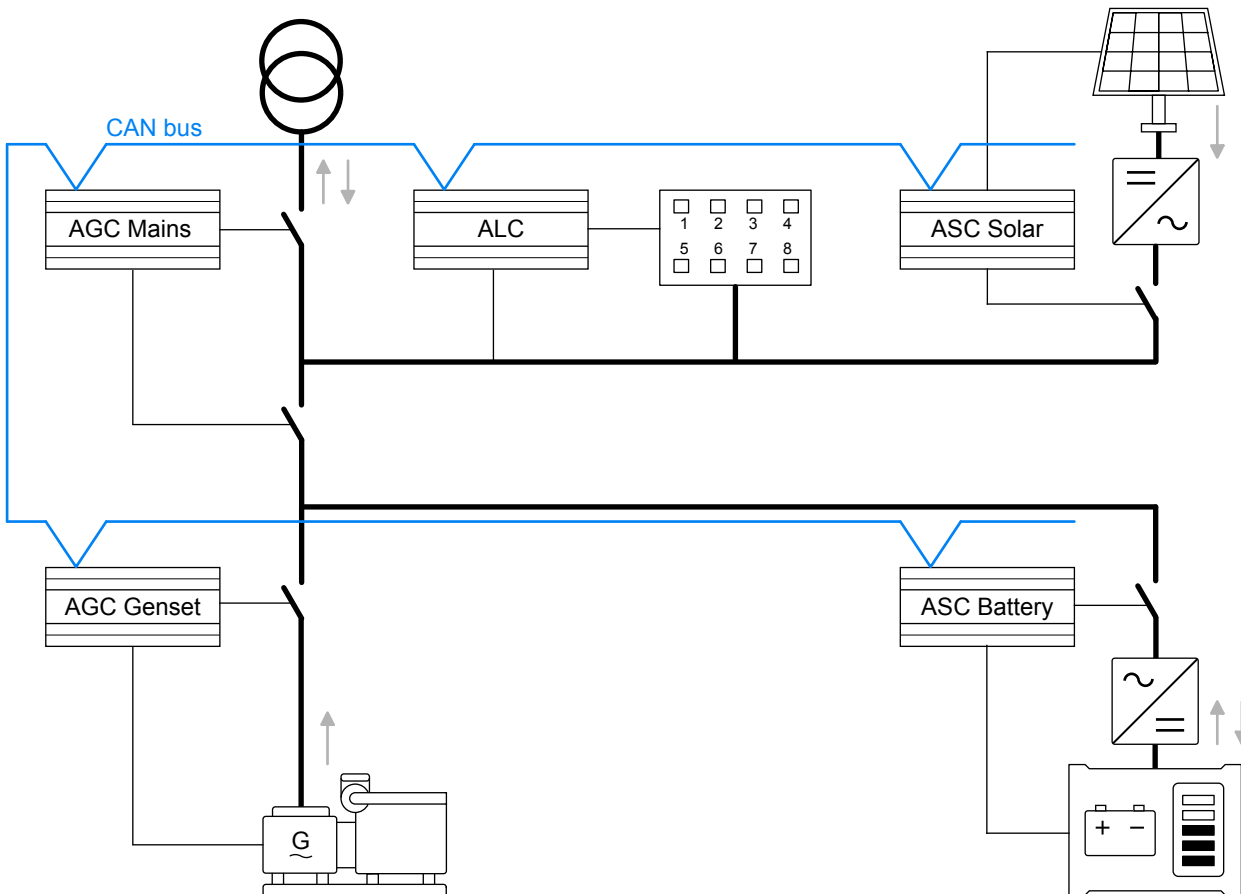 CAN bus
AGC Mains
ALC
1 2 3 4
5 6 7 8
ASC Solar
AGC Genset
ASC Battery
G
+ −